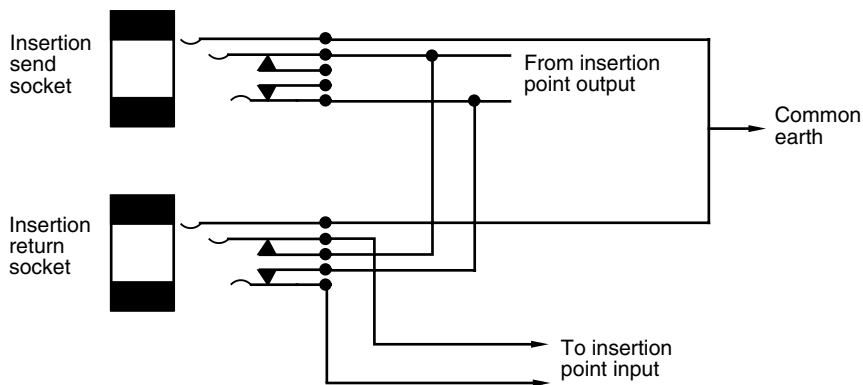 Insertion
send
socket
From insertion
point output
Common
earth
Insertion
return
socket
To insertion
point input